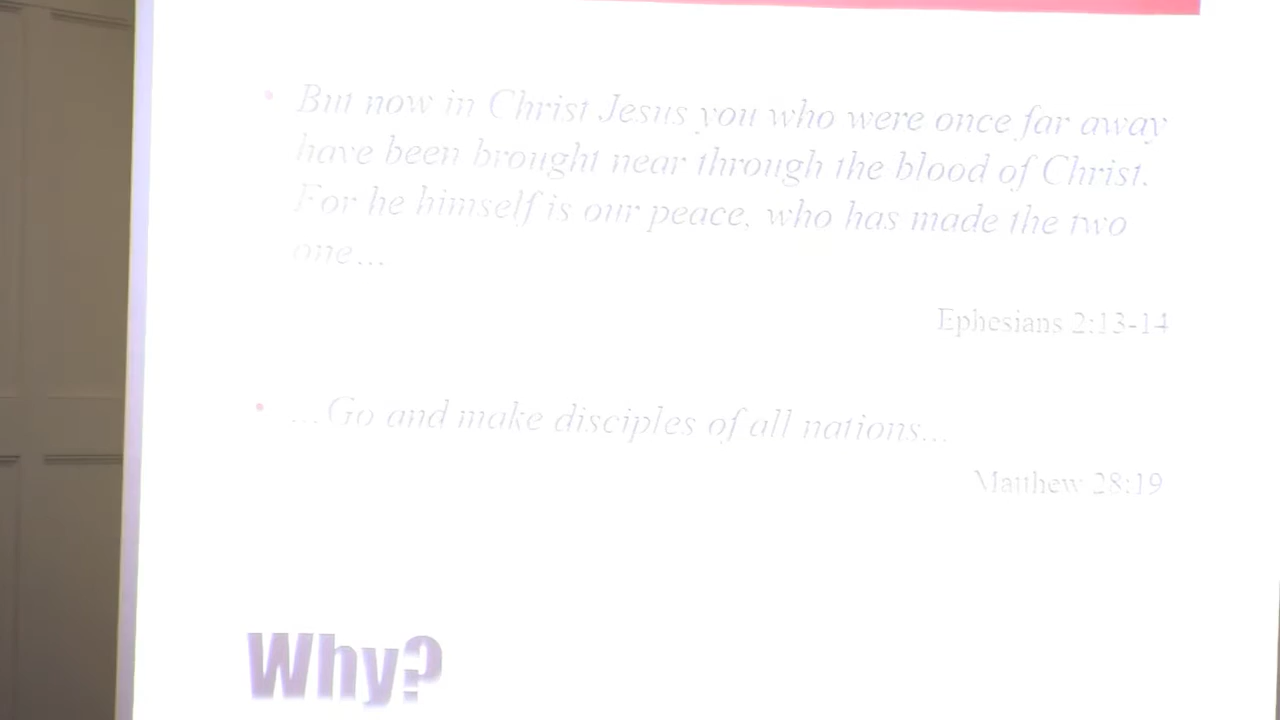 • But now in Christ Jesus you who were once far away
have been brought near through the blood of Christ.
For he himself is our peace, who has made the two
one...
Ephesians 2:13-14
• ...Go and make disciples of all nations...
Matthew 28:19
Why?